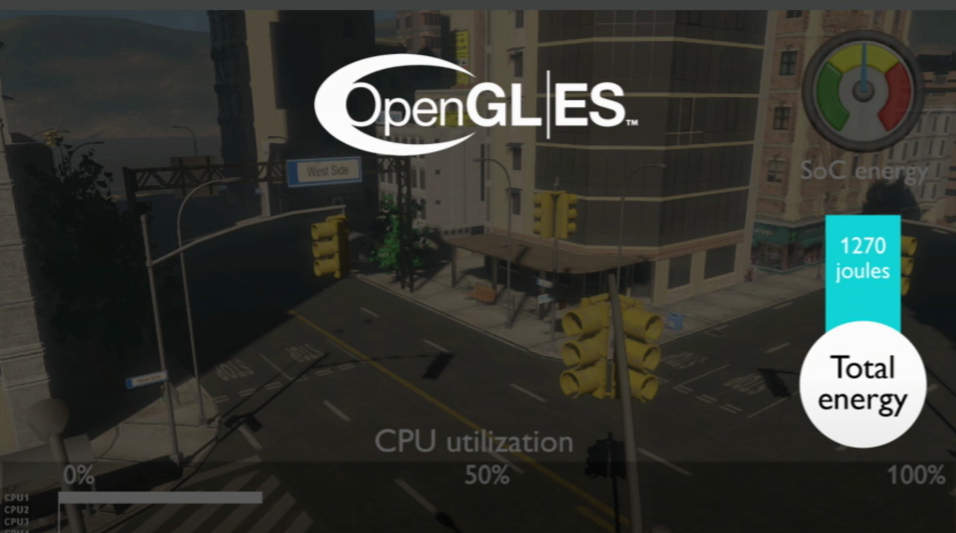 OpenGL|ES™
West Side
SoC energy
1270
joules
Total
energy
CPU utilization
0%
50%
100%
CPU1
CPU2
CPU3